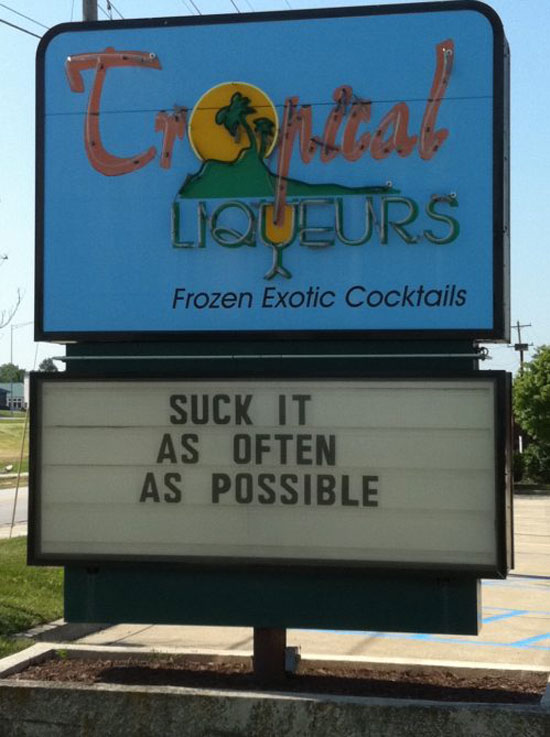 Tropical
LIQUEURS
Frozen Exotic Cocktails
SUCK IT
AS OFTEN
AS POSSIBLE